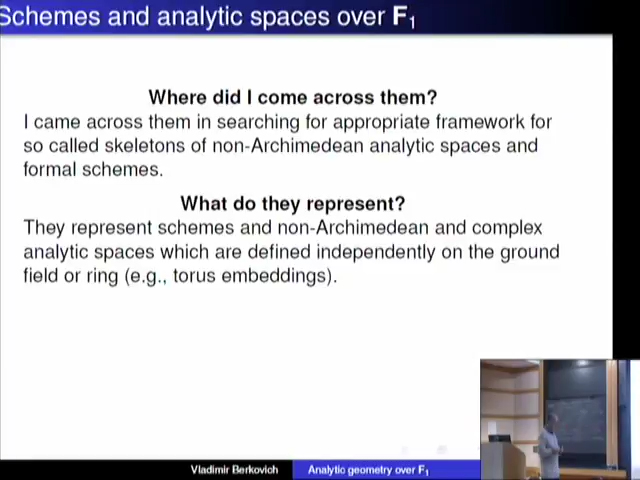 Schemes and analytic spaces over F₁
Where did I come across them?
I came across them in searching for appropriate framework for
so called skeletons of non-Archimedean analytic spaces and
formal schemes.
What do they represent?
They represent schemes and non-Archimedean and complex
analytic spaces which are defined independently on the ground
field or ring (e.g., torus embeddings).
Vladimir Berkovich
Analytic geometry over F₁